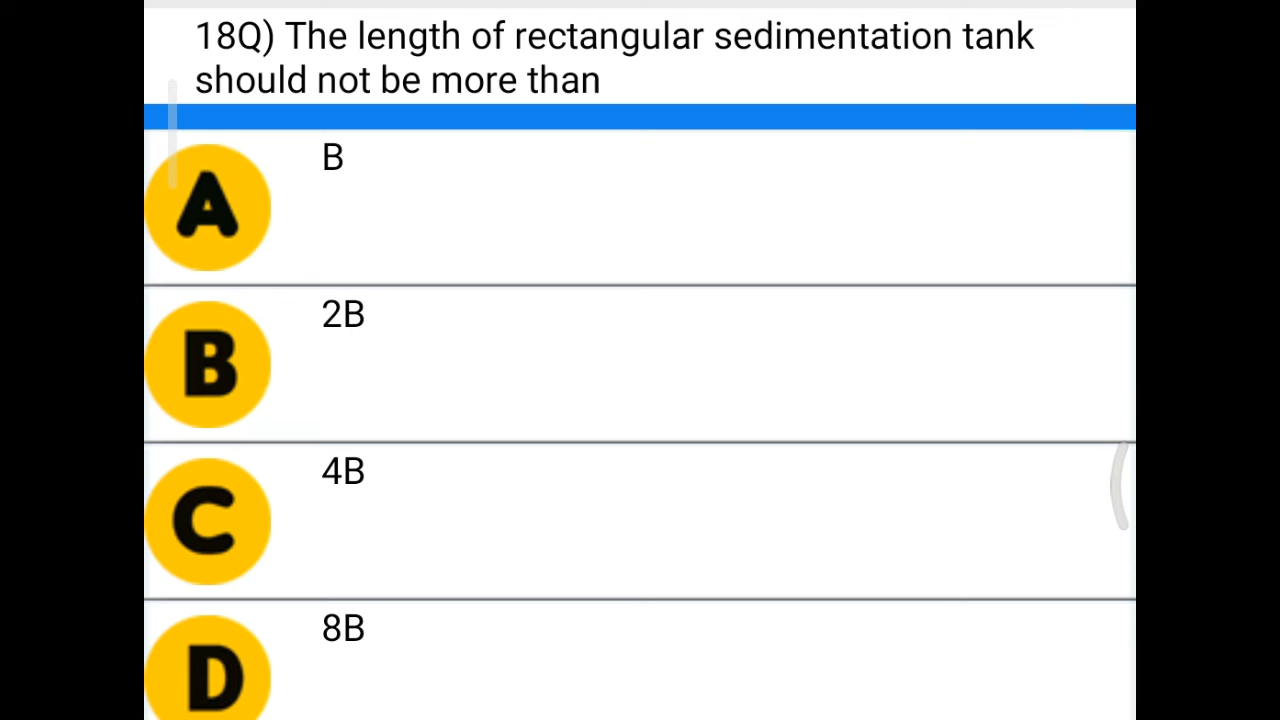 18Q) The length of rectangular sedimentation tank
should not be more than
A
B
B
2B
C
4B
D
8B